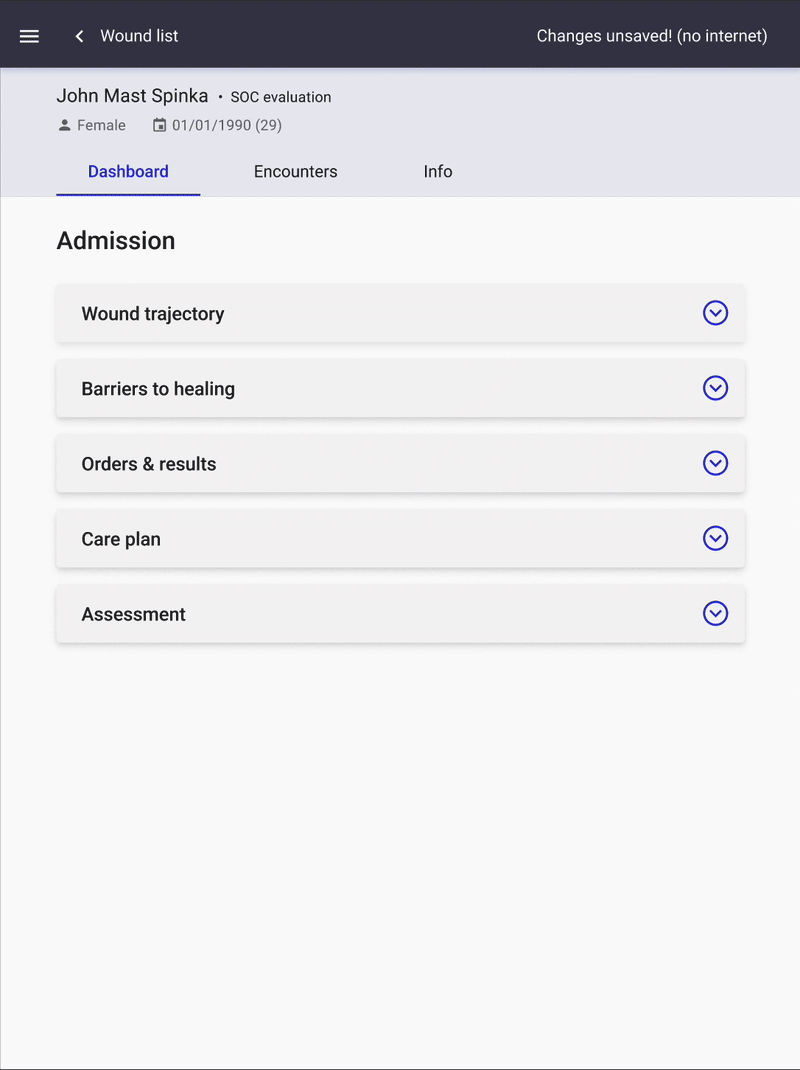 Wound list
Changes unsaved! (no internet)
John Mast Spinka • SOC evaluation
Female 01/01/1990 (29)
Dashboard Encounters Info
Admission
Wound trajectory
Barriers to healing
Orders & results
Care plan
Assessment